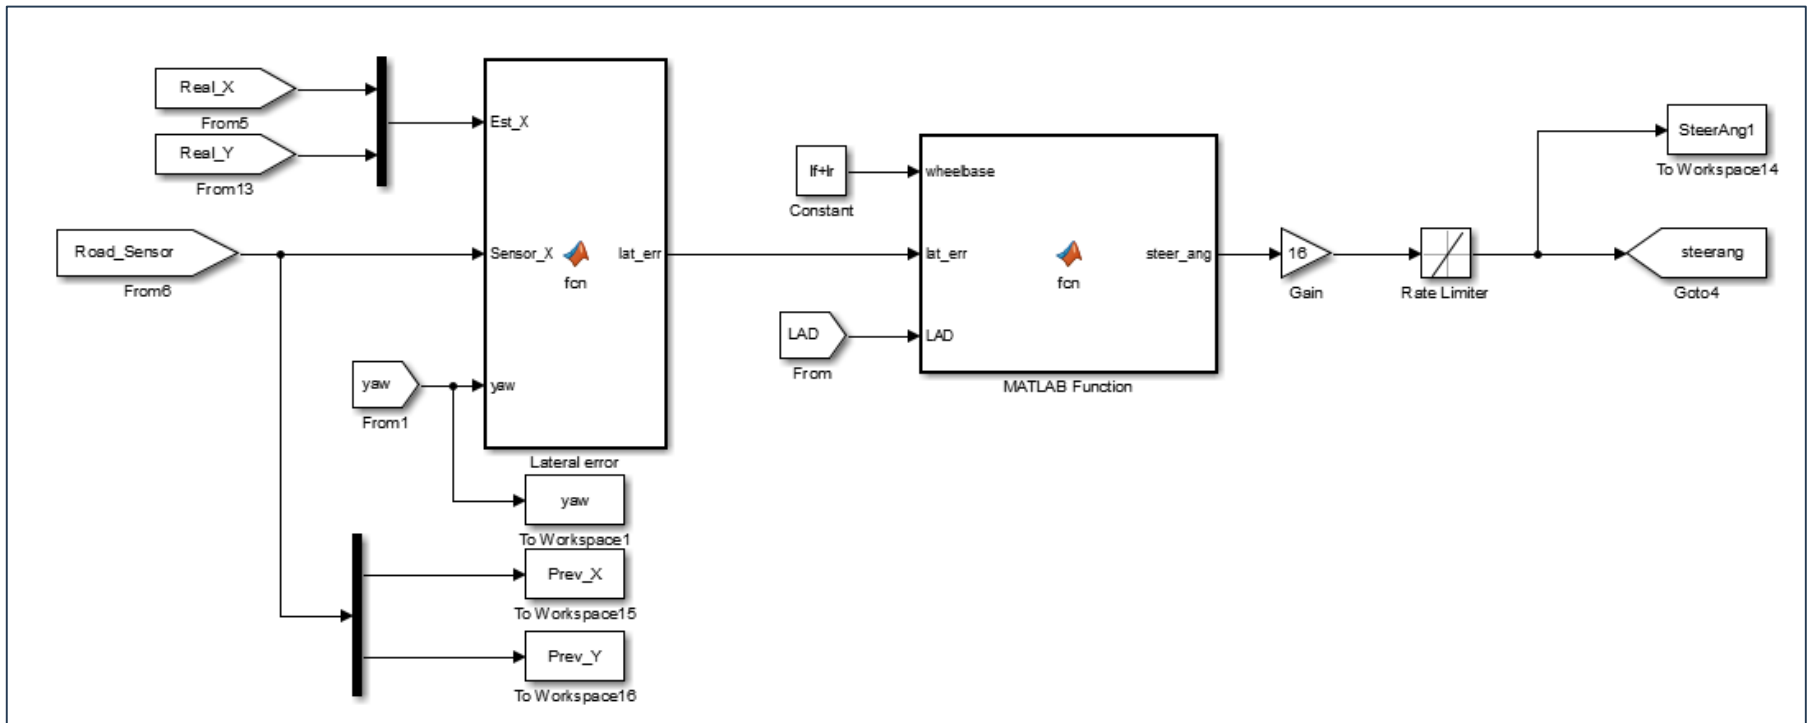 Real_X
From5
Real_Y
From13
Road_Sensor
From6
yaw
From1
Est_X
Sensor_X
yaw
lat_err
fcn
Lateral error
yaw
To Workspace1
Prev_X
To Workspace15
Prev_Y
To Workspace16
lf+lr
Constant
LAD
From
wheelbase
lat_err
LAD
steer_ang
fcn
MATLAB Function
16
Gain
Rate Limiter
SteerAng1
To Workspace14
steerang
Goto4